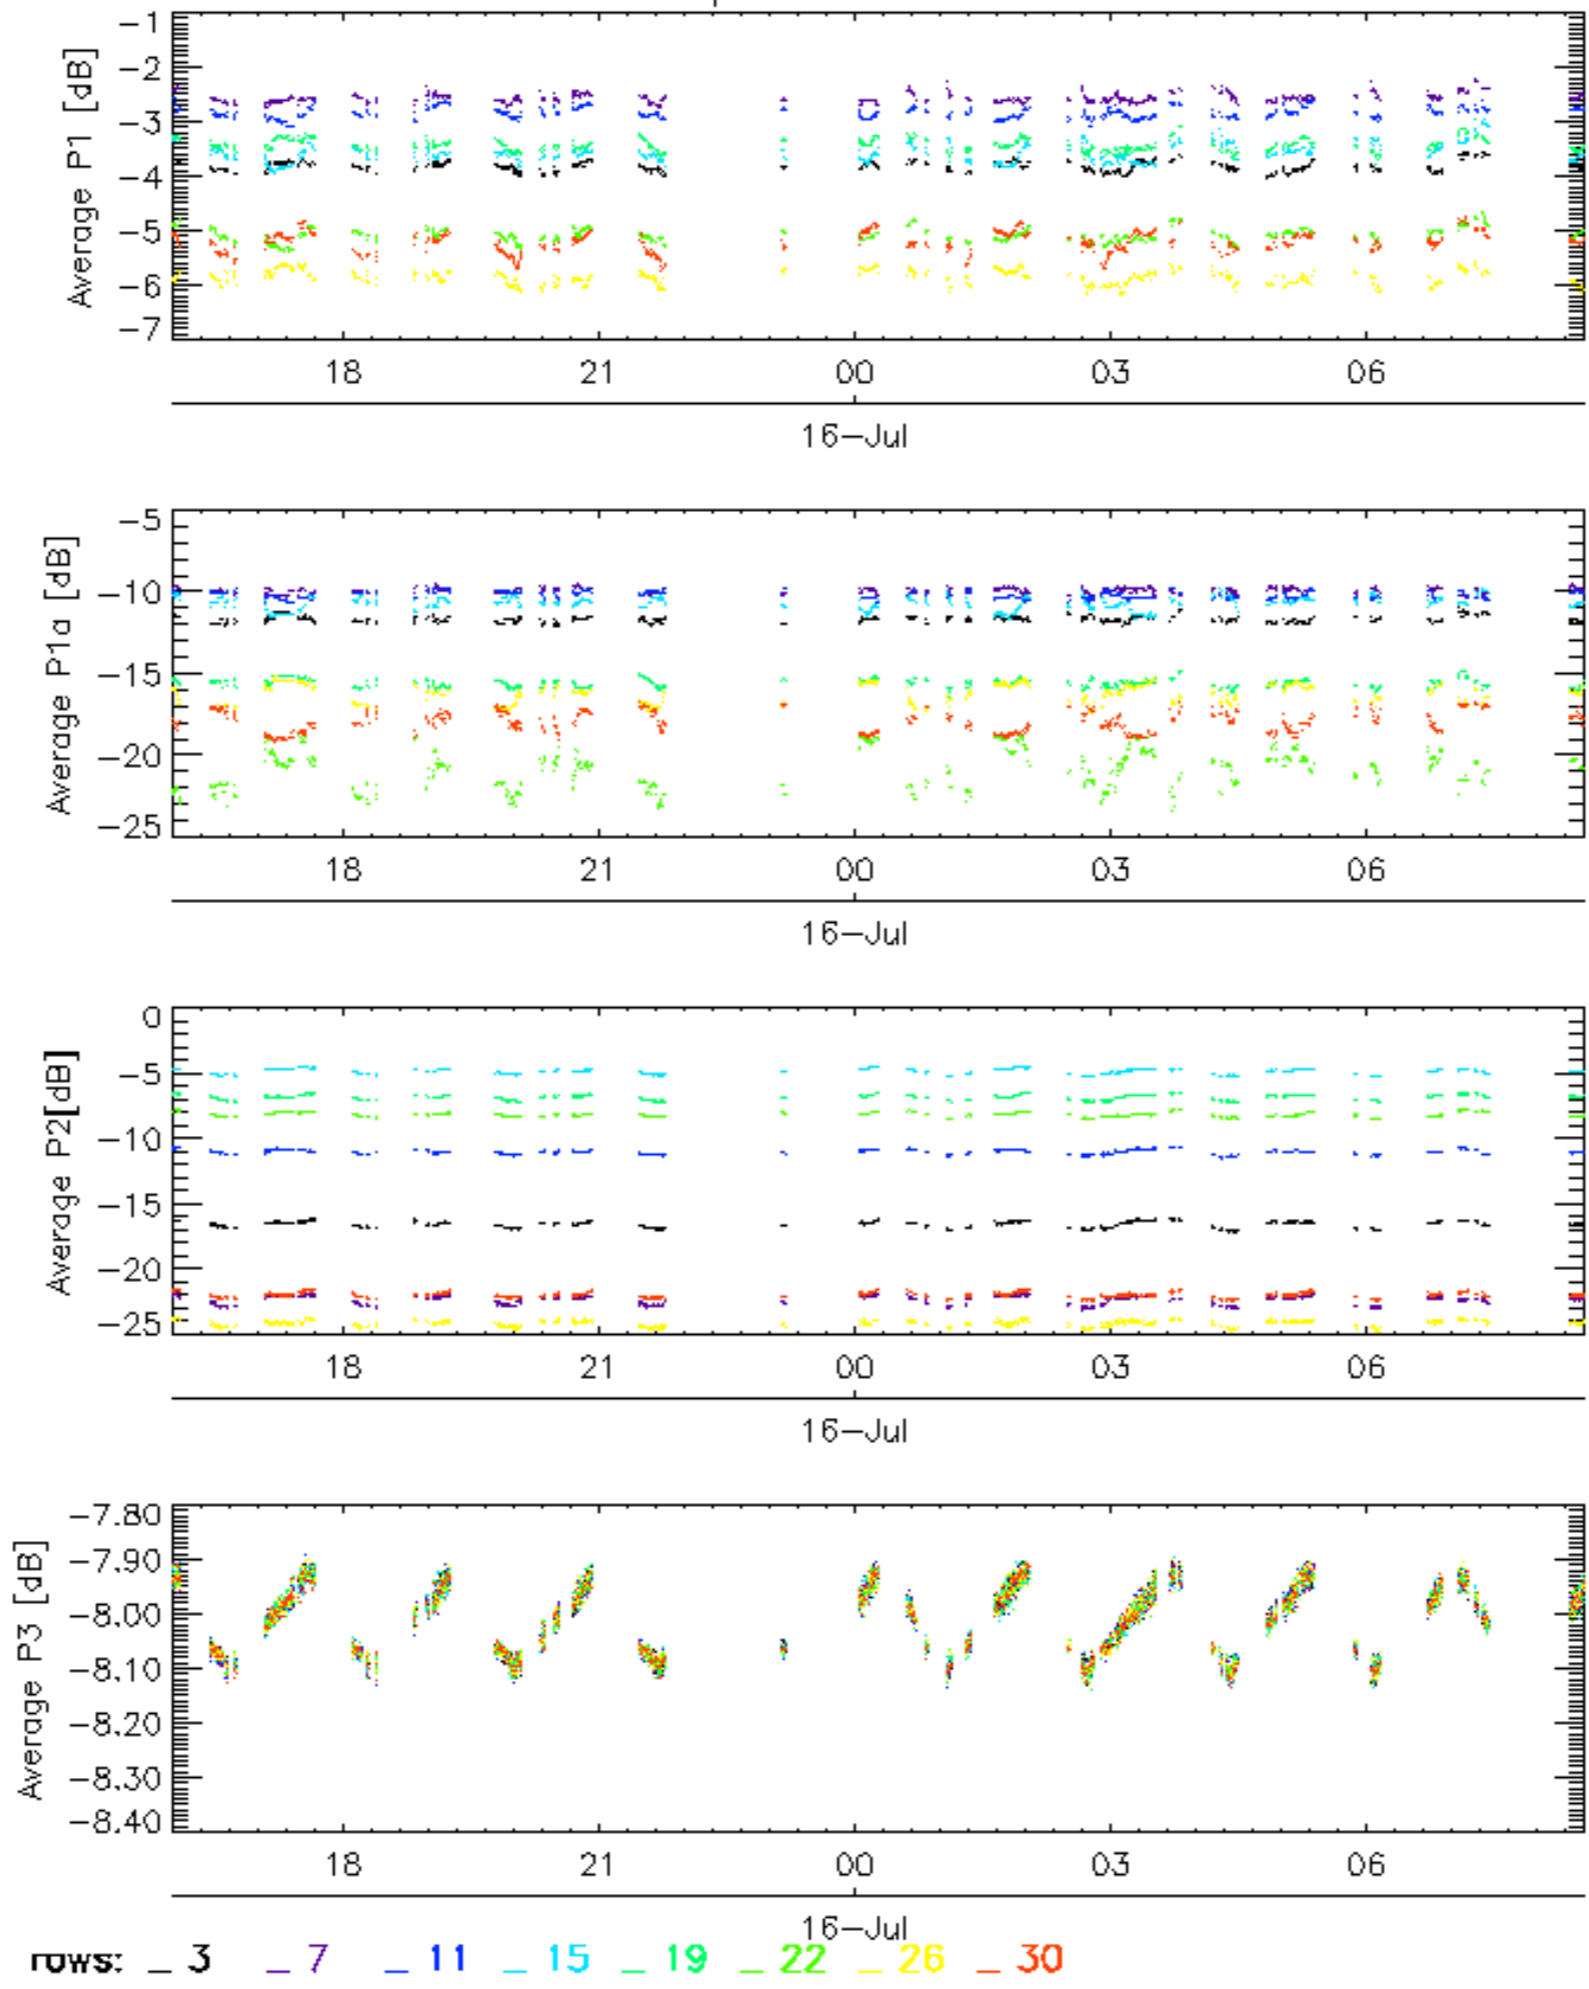 Average P1 [dB]
-1
-2
-3
-4
-5
-6
-7
18 21 00 03 06
16-Jul
Average P1a [dB]
-5
-10
-15
-20
-25
18 21 00 03 06
16-Jul
Average P2[dB]
0
-5
-10
-15
-20
-25
18 21 00 03 06
16-Jul
Average P3 [dB]
-7.80
-7.90
-8.00
-8.10
-8.20
-8.30
-8.40
18 21 00 03 06
16-Jul
rows: _ 3 _ 7 _ 11 _ 15 _ 19 _ 22 _ 26 _ 30